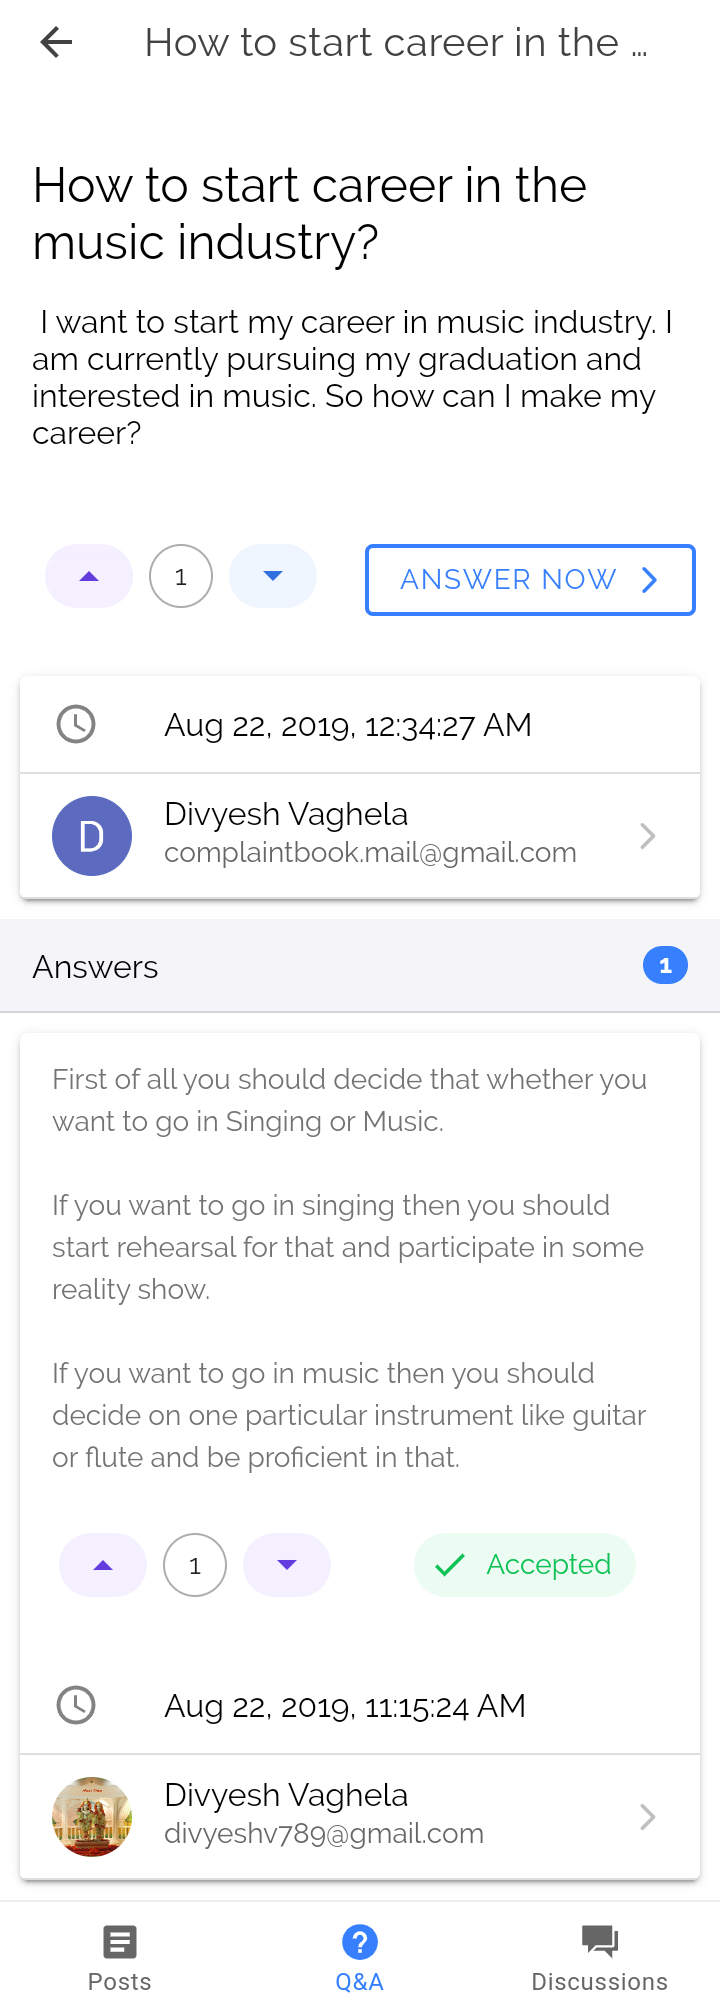 How to start career in the ...
How to start career in the
music industry?
I want to start my career in music industry. I
am currently pursuing my graduation and
interested in music. So how can I make my
career?
1
ANSWER NOW
Aug 22, 2019, 12:34:27 AM
D
Divyesh Vaghela
complaintbook.mail@gmail.com
Answers
1
First of all you should decide that whether you
want to go in Singing or Music.
If you want to go in singing then you should
start rehearsal for that and participate in some
reality show.
If you want to go in music then you should
decide on one particular instrument like guitar
or flute and be proficient in that.
1
Accepted
Aug 22, 2019, 11:15:24 AM
Divyesh Vaghela
divyeshv789@gmail.com
Posts
Q&A
Discussions